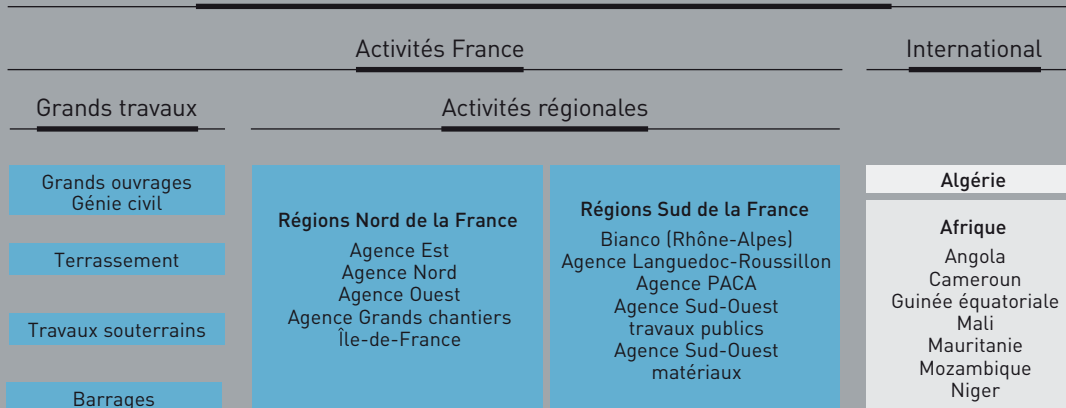 Activités France
International
Grands travaux
Activités régionales
Grands ouvrages
Génie civil
Terrassement
Travaux souterrains
Barrages
Régions Nord de la France
Agence Est
Agence Nord
Agence Ouest
Agence Grands chantiers
Île-de-France
Régions Sud de la France
Bianco (Rhône-Alpes)
Agence Languedoc-Roussillon
Agence PACA
Agence Sud-Ouest
travaux publics
Agence Sud-Ouest
matériaux
Algérie
Afrique
Angola
Cameroun
Guinée équatoriale
Mali
Mauritanie
Mozambique
Niger